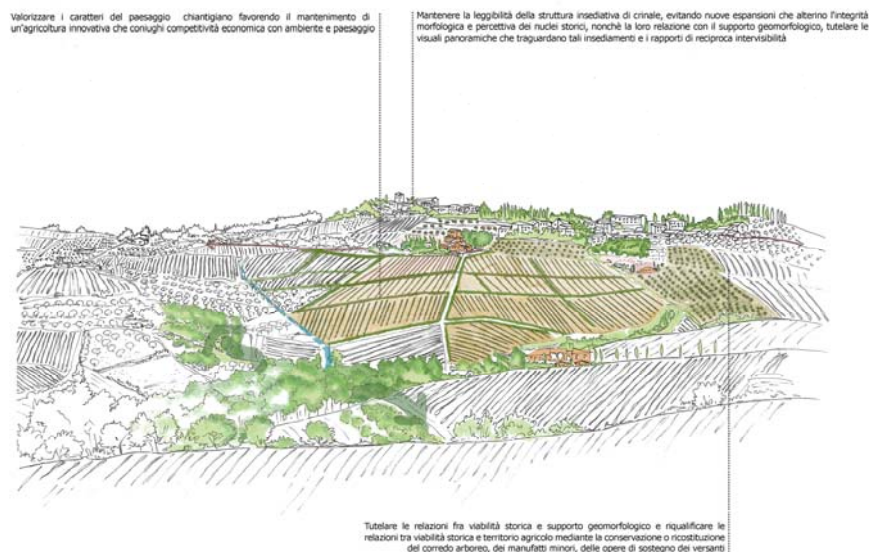 Valorizzare i caratteri del paesaggio chiantigiano favorendo il mantenimento di
un'agricoltura innovativa che coniughi competitività economica con ambiente e paesaggio
Mantenere la leggibilità della struttura insediativa di crinale, evitando nuove espansioni che alterino l'integrità
morfologica e percettiva dei nuclei storici, nonchè la loro relazione con il supporto geomorfologico, tutelare le
visuali panoramiche che traguardano tali insediamenti e i rapporti di reciproca intervisibilità
Tutelare le relazioni fra viabilità storica e supporto geomorfologico e riqualificare le
relazioni tra viabilità storica e territorio agricolo mediante la conservazione o ricostituzione
del corredo arboreo, dei manufatti minori, delle opere di sostegno dei versanti